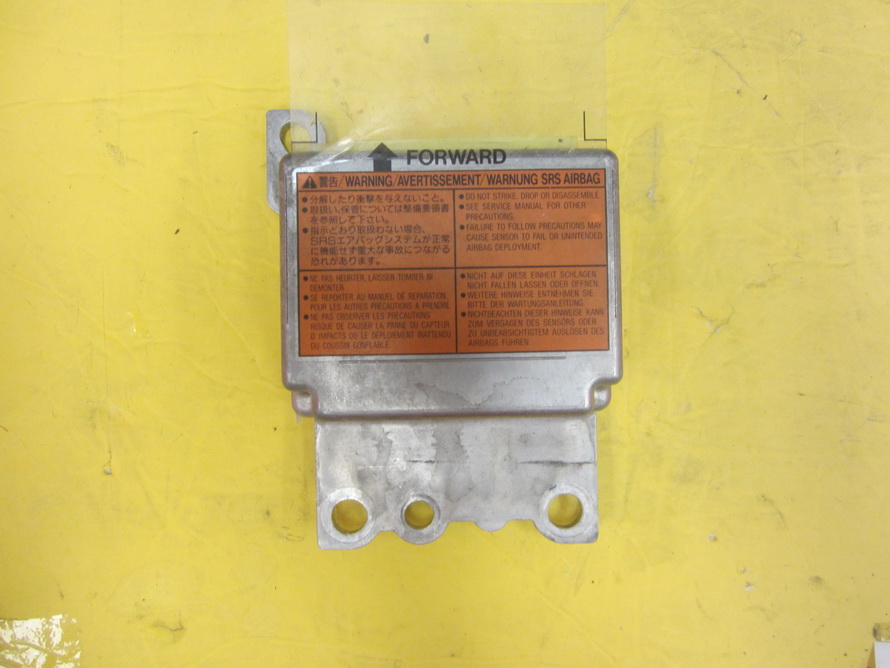 FORWARD
警告/WARNING/AVERTISSEMENT/WARNUNG SRS AIRBAG
●分解したり衝撃を与えないこと。
●取扱い、保管については整備要領書
を参照して下さい。
●指示どおり取扱わない場合、
SRSエアバッグシステムが正常
に機能せず重大な事故につながる
恐れがあります。
●DO NOT STRIKE, DROP OR DISASSEMBLE.
●SEE SERVICE MANUAL FOR OTHER
PRECAUTIONS.
●FAILURE TO FOLLOW PRECAUTIONS MAY
CAUSE SENSOR TO FAIL OR UNINTENDED
AIRBAG DEPLOYMENT.
●NE PAS HEURTER, LAISSEN TOMBER NI
DEMONTER.
●SE REPORTER AU MANUEL DE REPARATION,
POUR LES AUTRES PRECAUTIONS A PRENDRE.
●NE PAS OBSERVER LES PRECAUTIONS
RISQUE DE CAUSER LA PANNE DU CAPTEUR
D'IMPACTS OU LE DEPLOIEMENT INATTENDU
DU COUSSIN GONFLABLE.
●NICHT AUF DIESE EINHEIT SCHLAGEN,
NICHT FALLEN LASSEN ODER ÖFFNEN.
●WEITERE HINWEISE ENTNEHMEN SIE
BITTE DER WARTUNGSANLEITUNG.
●NICHTBEACHTEN DIESER HINWEISE KANN
ZUM VERSAGEN DES SENSORS ODER
ZU UNBEABSICHTIGTEM AUSLÖSEN DES
AIRBAGS FÜHREN.